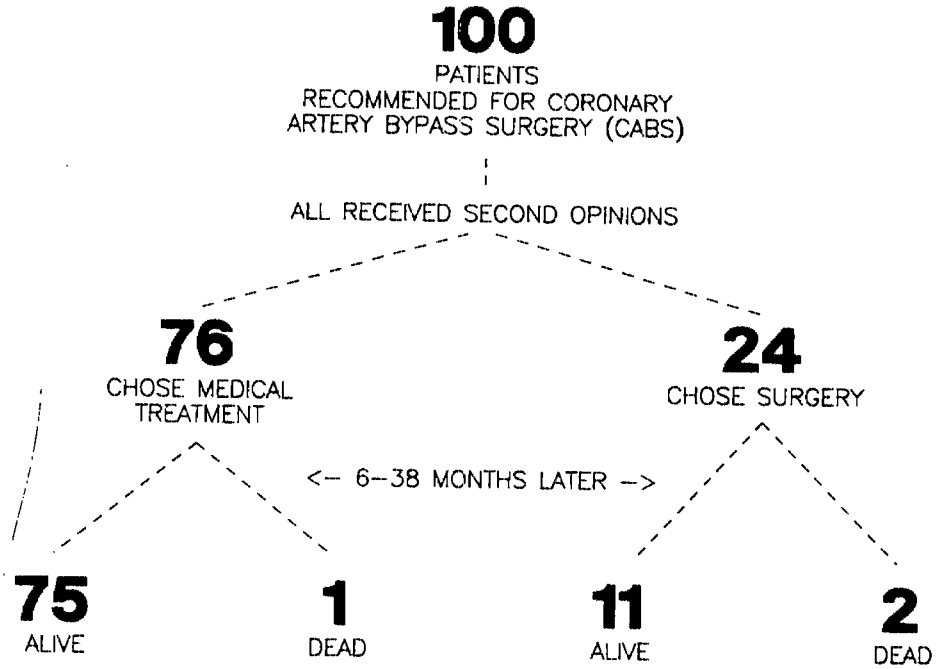 100
PATIENTS
RECOMMENDED FOR CORONARY
ARTERY BYPASS SURGERY (CABS)
ALL RECEIVED SECOND OPINIONS
76
CHOSE MEDICAL
TREATMENT
24
CHOSE SURGERY
<-- 6-38 MONTHS LATER -->
75
ALIVE
1
DEAD
11
ALIVE
2
DEAD